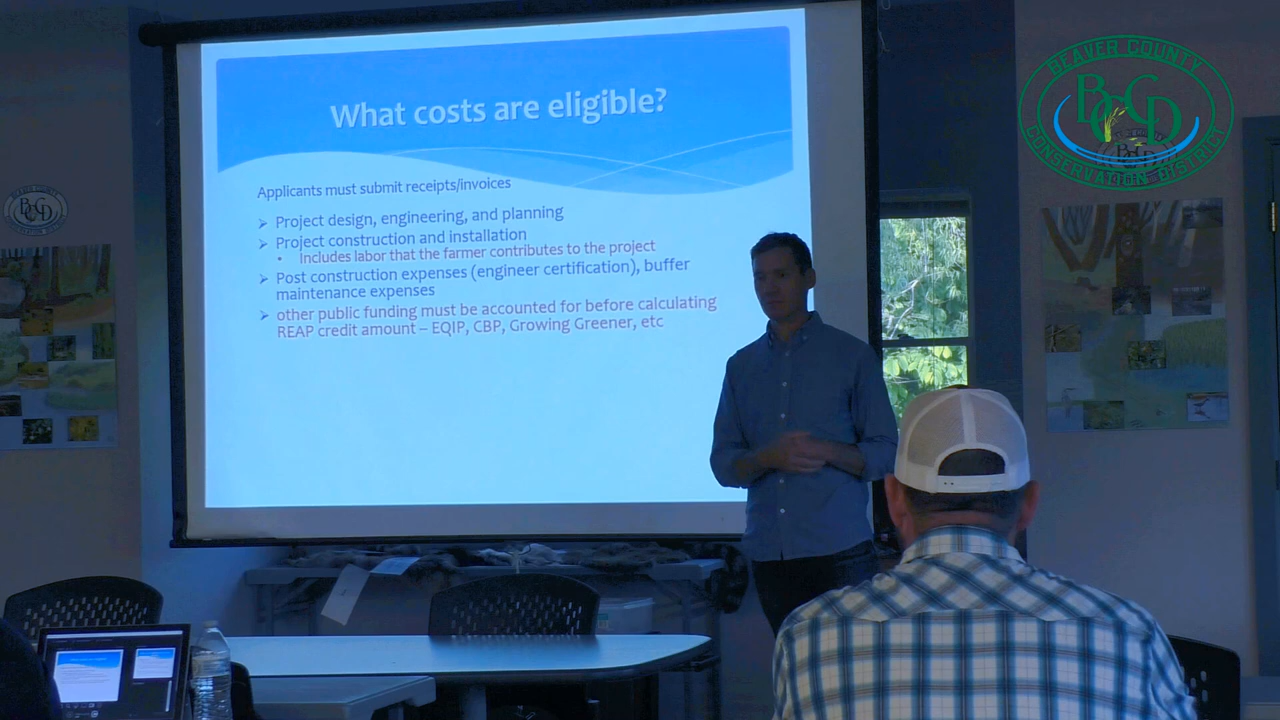 What costs are eligible?
Applicants must submit receipts/invoices
➢ Project design, engineering, and planning
➢ Project construction and installation
• Includes labor that the farmer contributes to the project
➢ Post construction expenses (engineer certification), buffer
maintenance expenses
➢ other public funding must be accounted for before calculating
REAP credit amount – EQIP, CBP, Growing Greener, etc
BEAVER COUNTY
BCCD
CONSERVATION DISTRICT
BCCD